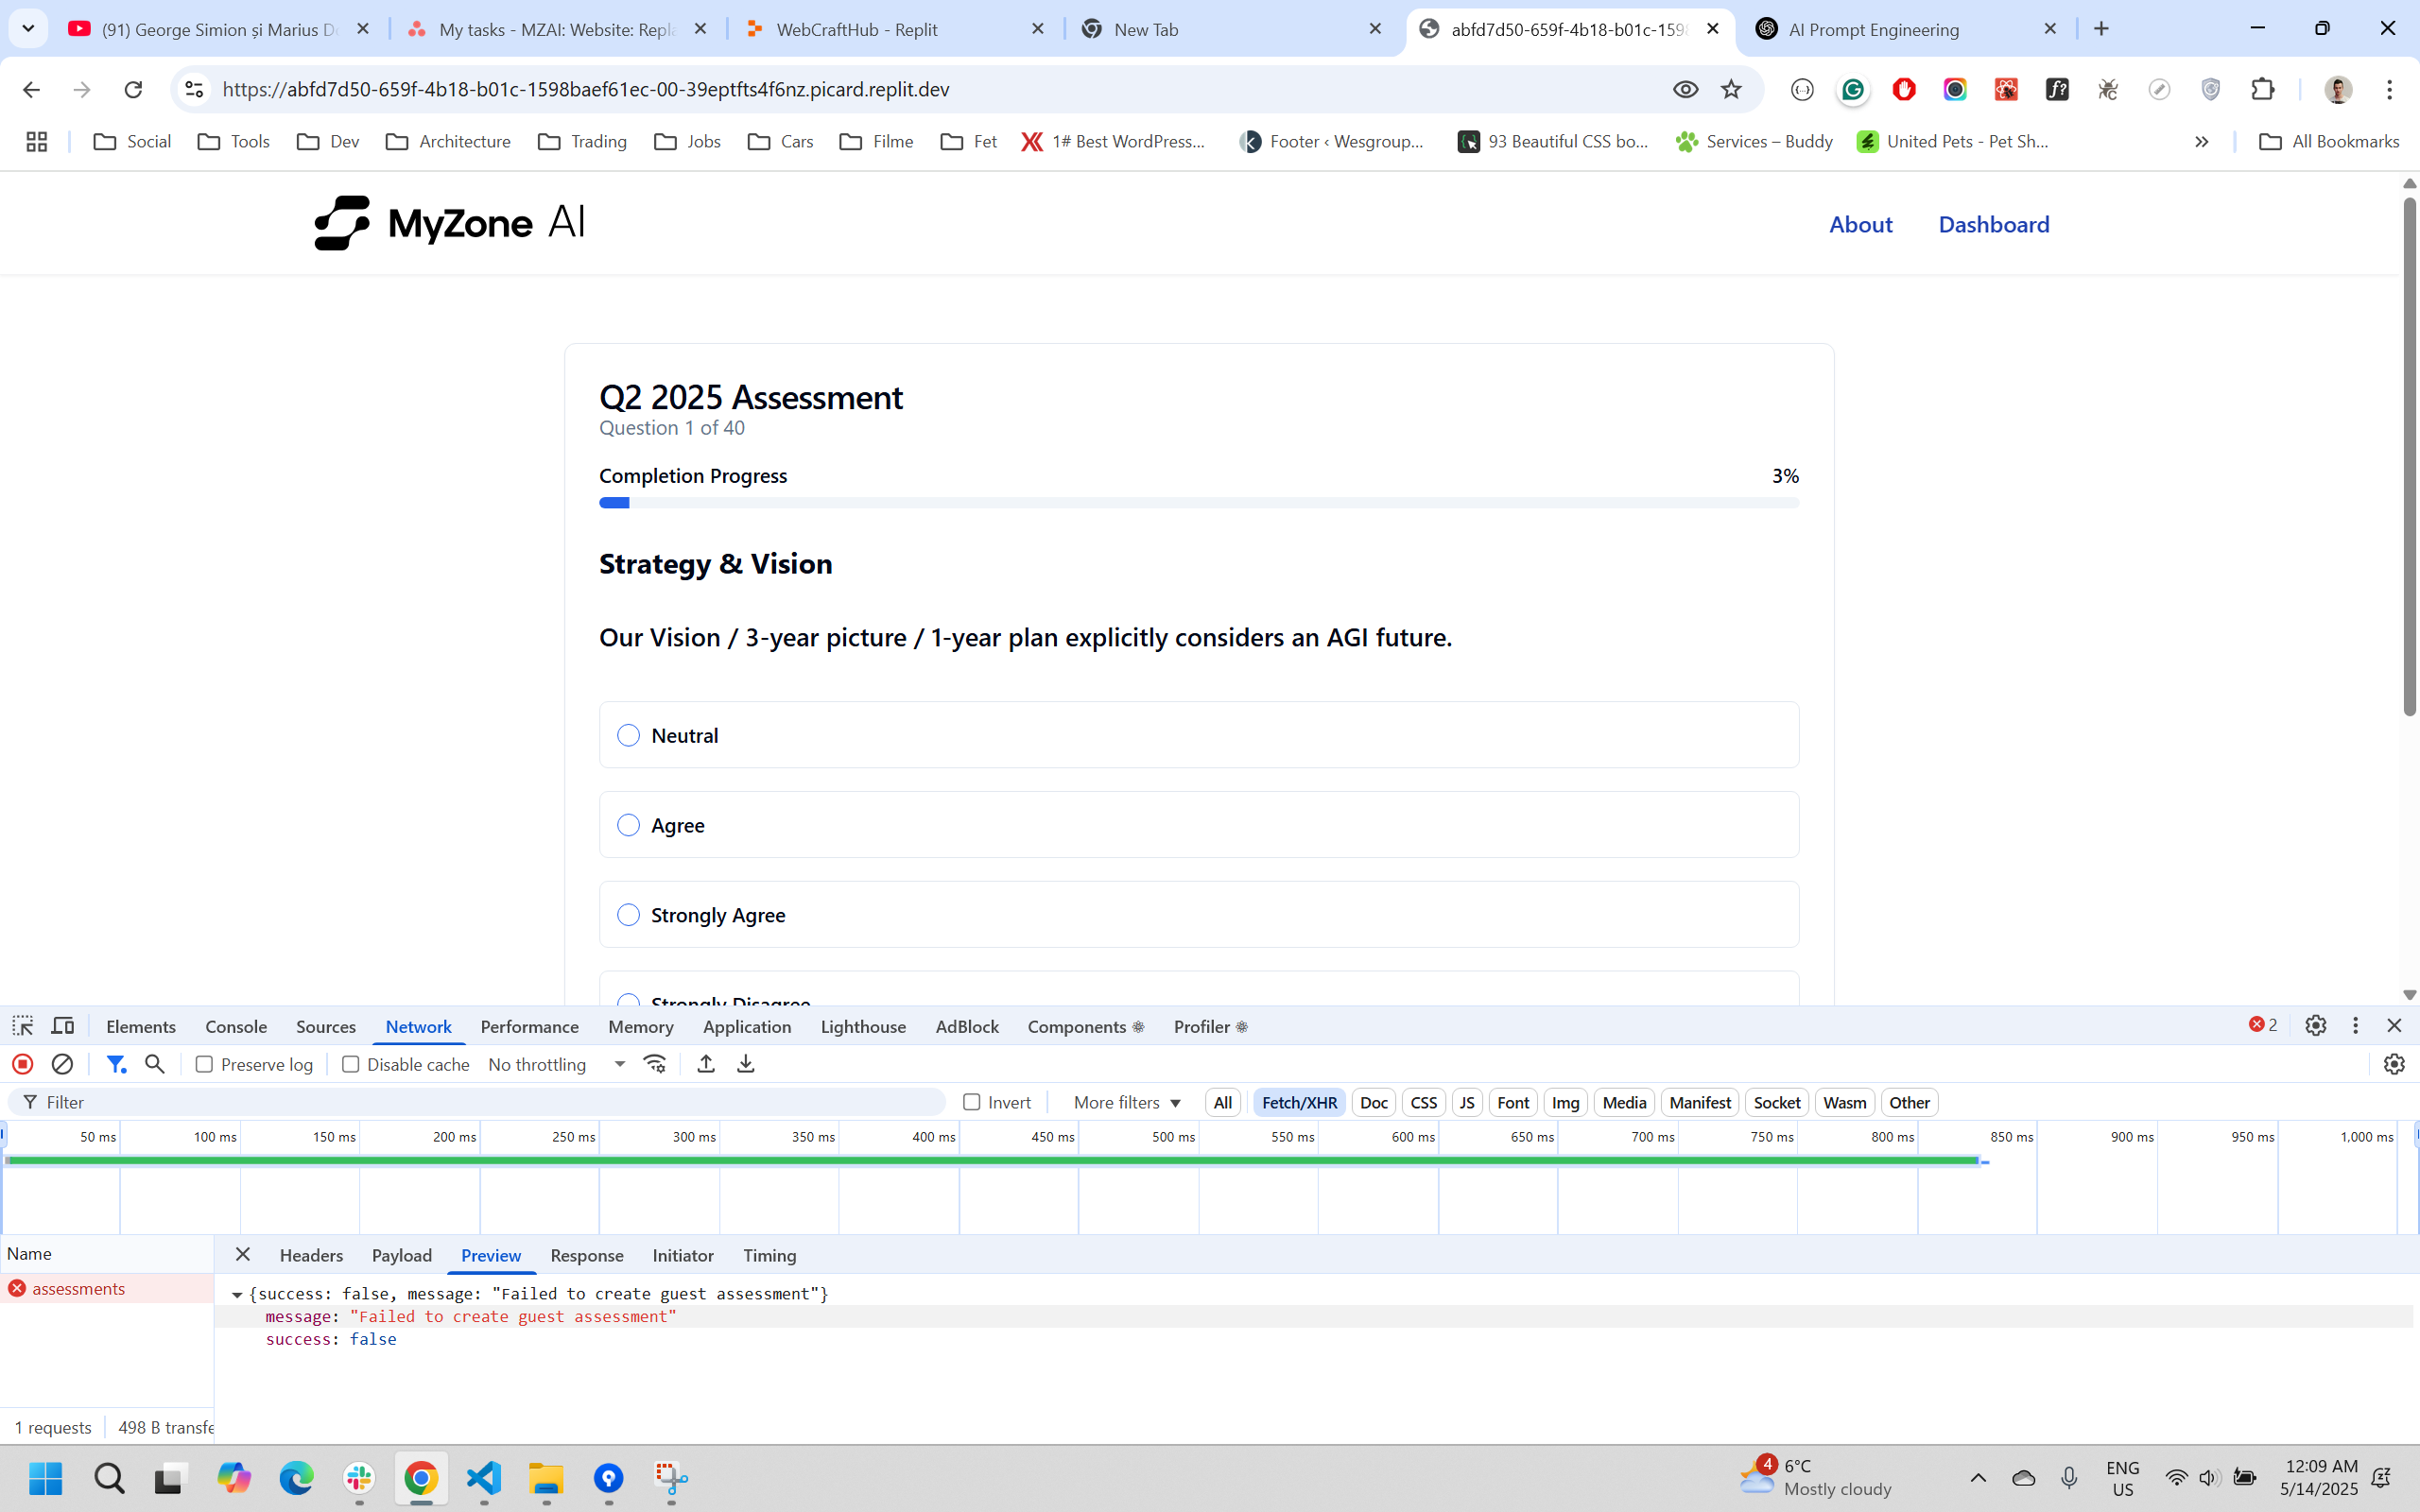 (91) George Simion și Marius Do
My tasks - MZAI: Website: Repla
WebCraftHub - Replit
New Tab
abfd7d50-659f-4b18-b01c-1598
AI Prompt Engineering
https://abfd7d50-659f-4b18-b01c-1598baef61ec-00-39eptfts4f6nz.picard.replit.dev
Social
Tools
Dev
Architecture
Trading
Jobs
Cars
Filme
Fet
1# Best WordPress...
Footer ‹ Wesgroup...
93 Beautiful CSS bo...
Services – Buddy
United Pets - Pet Sh...
All Bookmarks
MyZone AI
About
Dashboard
Q2 2025 Assessment
Question 1 of 40
Completion Progress
3%
Strategy & Vision
Our Vision / 3-year picture / 1-year plan explicitly considers an AGI future.
Neutral
Agree
Strongly Agree
Strongly Disagree
Elements
Console
Sources
Network
Performance
Memory
Application
Lighthouse
AdBlock
Components
Profiler
2
Preserve log
Disable cache
No throttling
Filter
Invert
More filters
All
Fetch/XHR
Doc
CSS
JS
Font
Img
Media
Manifest
Socket
Wasm
Other
50 ms
100 ms
150 ms
200 ms
250 ms
300 ms
350 ms
400 ms
450 ms
500 ms
550 ms
600 ms
650 ms
700 ms
750 ms
800 ms
850 ms
900 ms
950 ms
1,000 ms
Name
Headers
Payload
Preview
Response
Initiator
Timing
assessments
{success: false, message: "Failed to create guest assessment"}
message: "Failed to create guest assessment"
success: false
1 requests
498 B transfe
4
6°C
Mostly cloudy
ENG
US
12:09 AM
5/14/2025